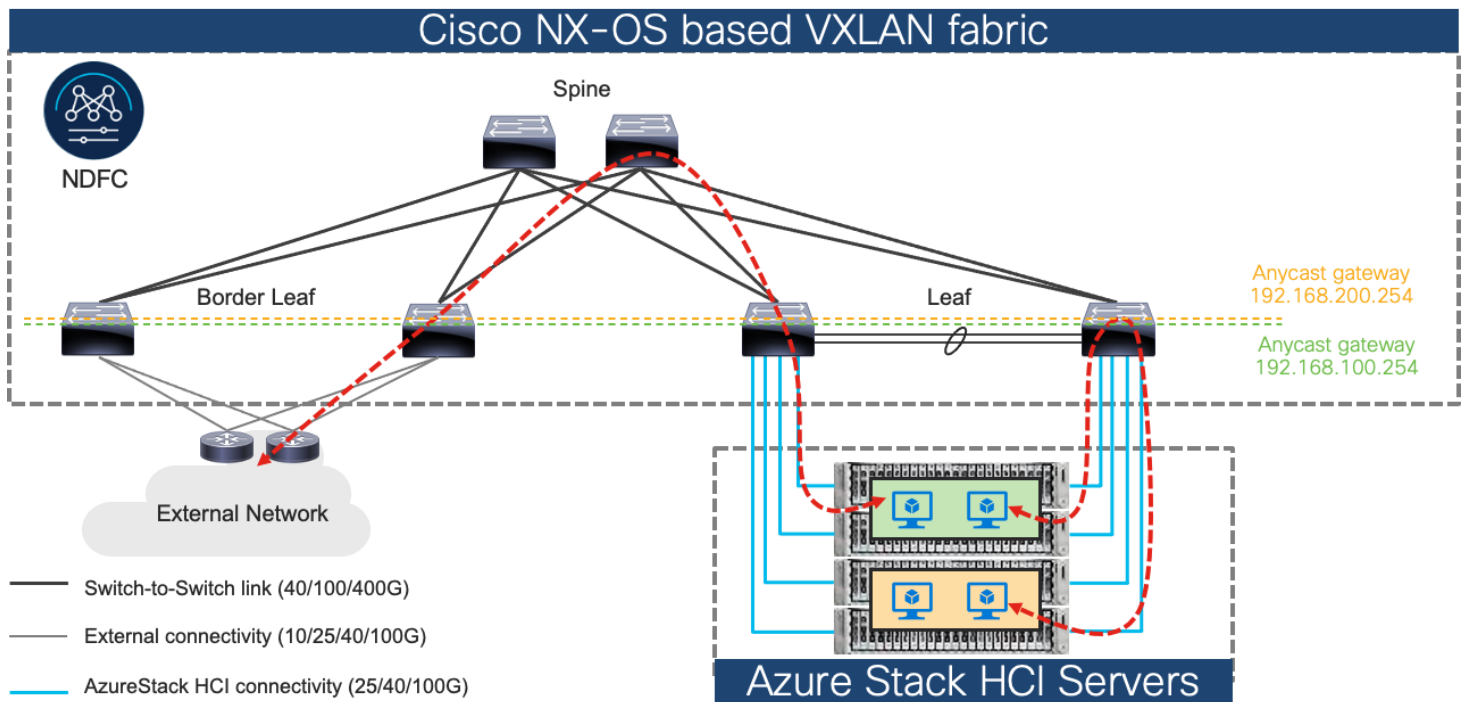 Cisco NX-OS based VXLAN fabric
Spine
NDFC
Border Leaf
Leaf
Anycast gateway
192.168.200.254
Anycast gateway
192.168.100.254
External Network
Switch-to-Switch link (40/100/400G)
External connectivity (10/25/40/100G)
AzureStack HCI connectivity (25/40/100G)
Azure Stack HCI Servers